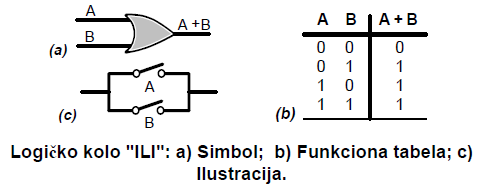 A
B
A +B
(a)
A
B
(c)
A B A + B
0 0 0
0 1 1
1 0 1
1 1 1
(b)
Logičko kolo "ILI": a) Simbol; b) Funkciona tabela; c)
Ilustracija.